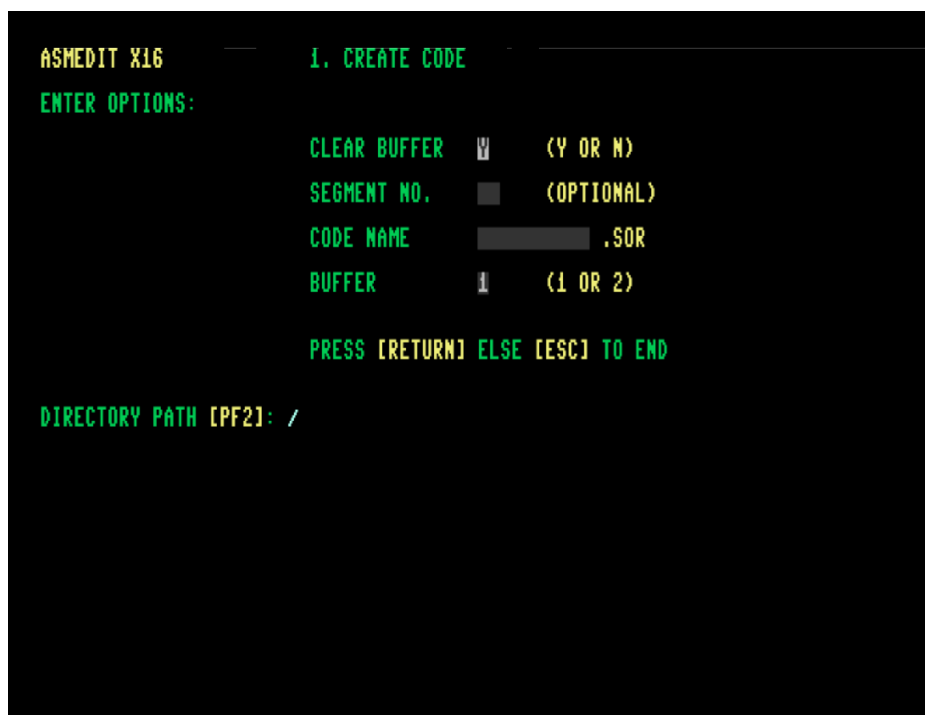 ASMEDIT X16 1. CREATE CODE
ENTER OPTIONS:
CLEAR BUFFER Y (Y OR N)
SEGMENT NO. (OPTIONAL)
CODE NAME .SOR
BUFFER 1 (1 OR 2)
PRESS [RETURN] ELSE [ESC] TO END
DIRECTORY PATH [PF2]: /